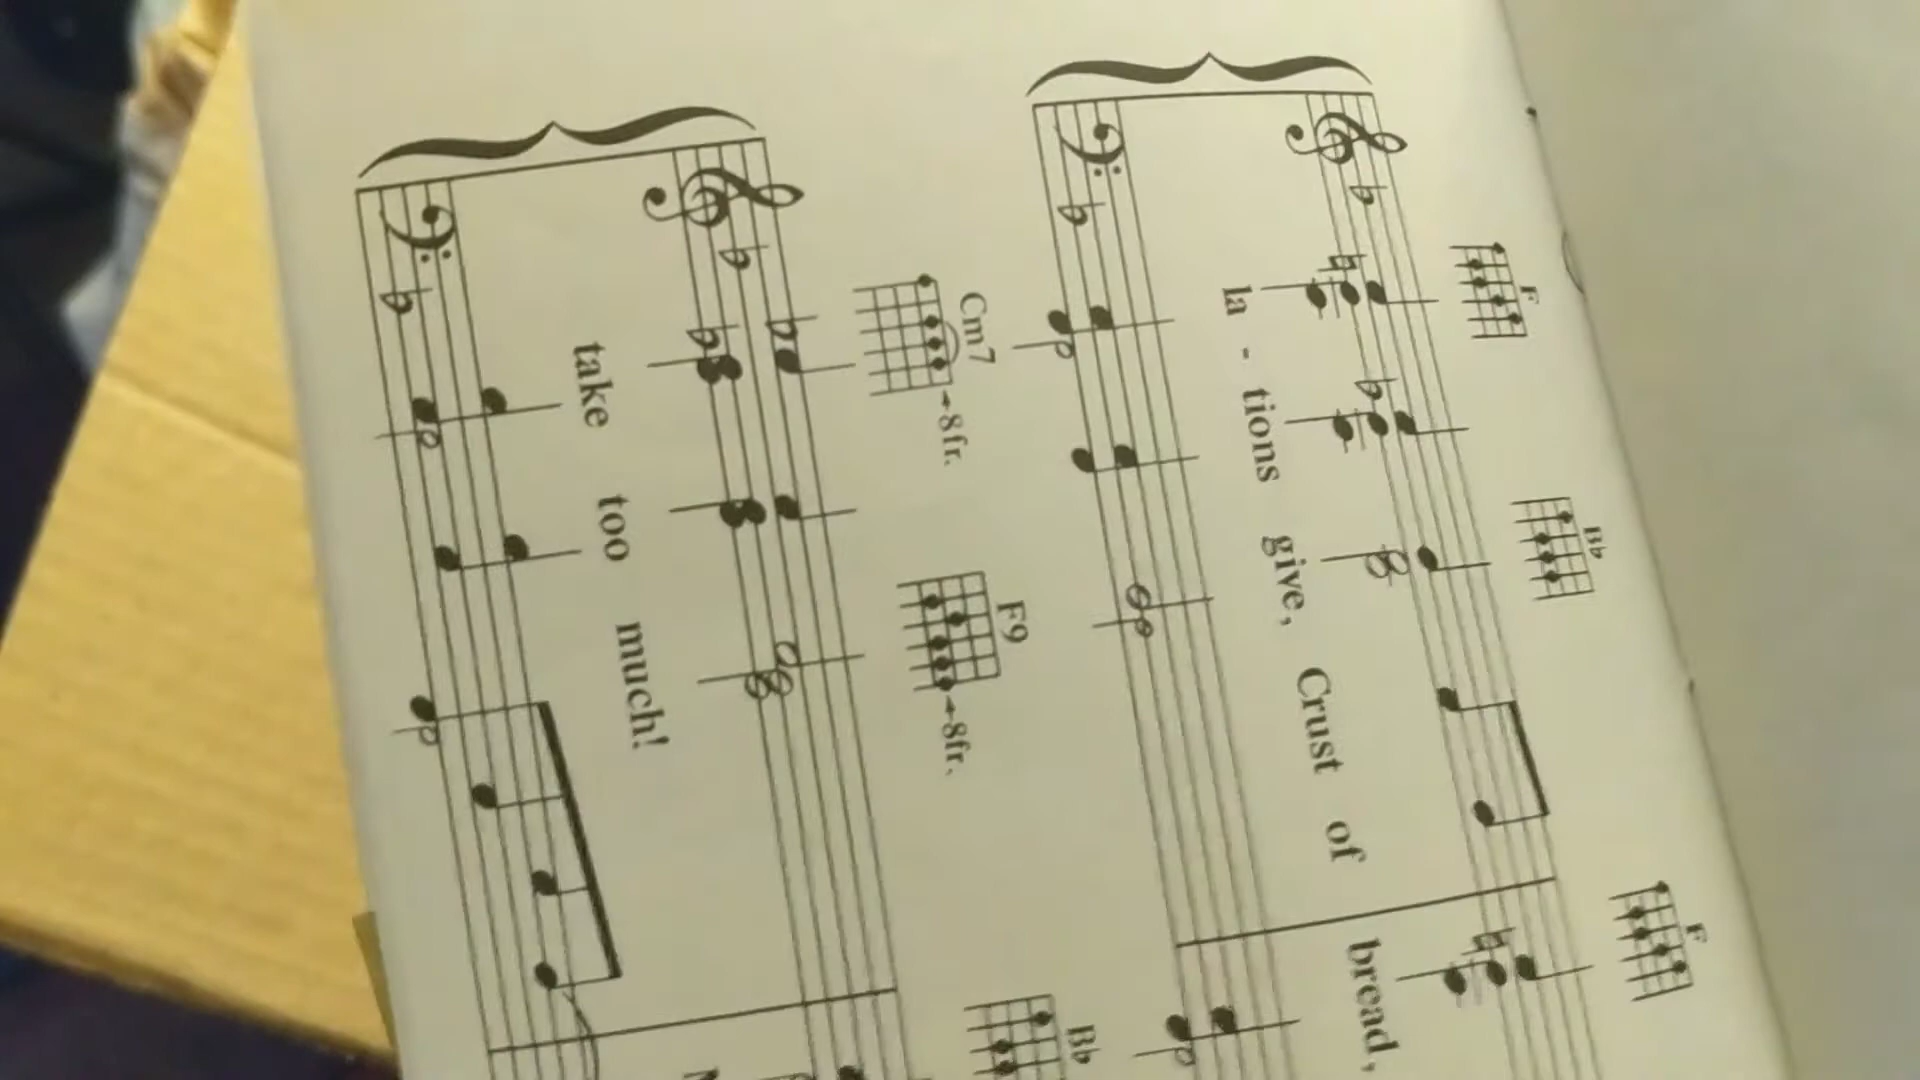 F Bb F
la - tions give, Crust of bread,
Cm7 F9 Bb
8fr. 8fr.
take too much!